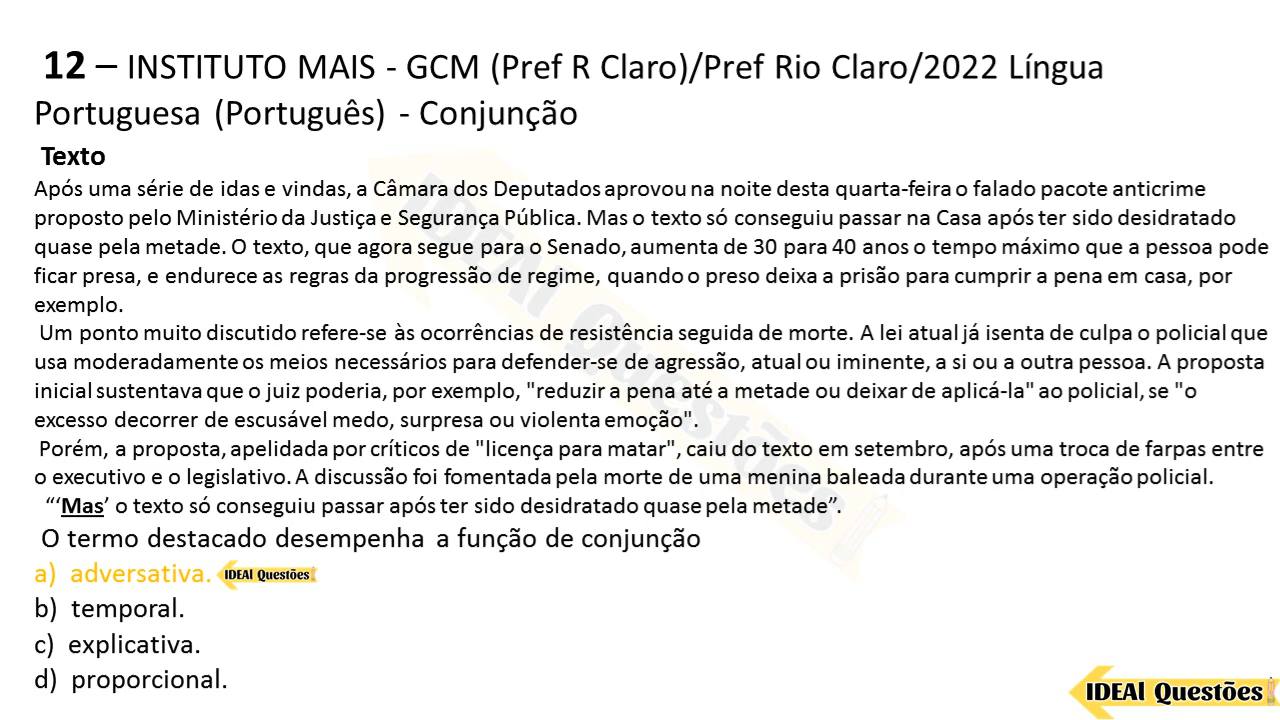 12 – INSTITUTO MAIS - GCM (Pref R Claro)/Pref Rio Claro/2022 Língua
Portuguesa (Português) - Conjunção
Texto
Após uma série de idas e vindas, a Câmara dos Deputados aprovou na noite desta quarta-feira o falado pacote anticrime
proposto pelo Ministério da Justiça e Segurança Pública. Mas o texto só conseguiu passar na Casa após ter sido desidratado
quase pela metade. O texto, que agora segue para o Senado, aumenta de 30 para 40 anos o tempo máximo que a pessoa pode
ficar presa, e endurece as regras da progressão de regime, quando o preso deixa a prisão para cumprir a pena em casa, por
exemplo.
Um ponto muito discutido refere-se às ocorrências de resistência seguida de morte. A lei atual já isenta de culpa o policial que
usa moderadamente os meios necessários para defender-se de agressão, atual ou iminente, a si ou a outra pessoa. A proposta
inicial sustentava que o juiz poderia, por exemplo, "reduzir a pena até a metade ou deixar de aplicá-la" ao policial, se "o
excesso decorrer de escusável medo, surpresa ou violenta emoção".
Porém, a proposta, apelidada por críticos de "licença para matar", caiu do texto em setembro, após uma troca de farpas entre
o executivo e o legislativo. A discussão foi fomentada pela morte de uma menina baleada durante uma operação policial.
“‘Mas’ o texto só conseguiu passar após ter sido desidratado quase pela metade”.
O termo destacado desempenha a função de conjunção
a) adversativa. IDEAl Questões
b) temporal.
c) explicativa.
d) proporcional.
IDEAl Questões
IDEAl Questões